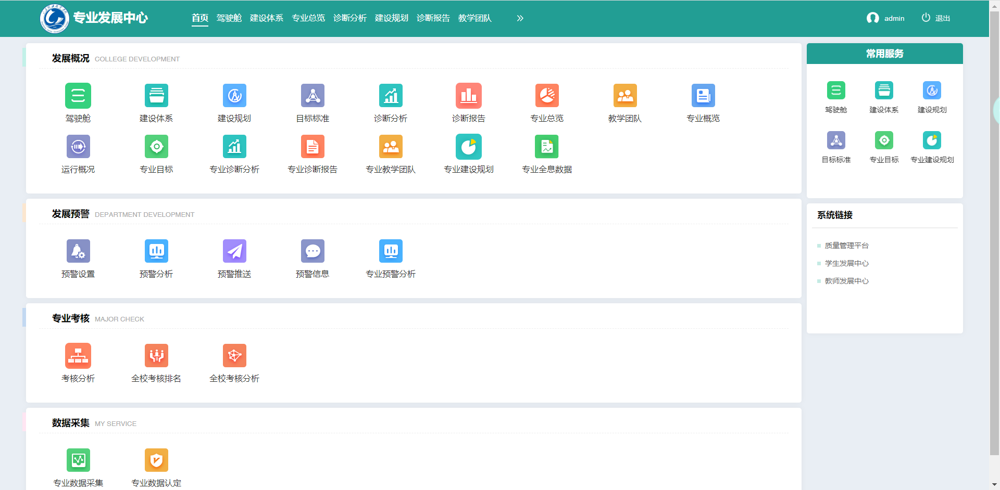 专业发展中心
首页 驾驶舱 建设体系 专业总览 诊断分析 建设规划 诊断报告 教学团队
admin 退出
发展概况 COLLEGE DEVELOPMENT
驾驶舱 建设体系 建设规划 目标标准 诊断分析 诊断报告 专业总览 教学团队 专业概览
运行概况 专业目标 专业诊断分析 专业诊断报告 专业教学团队 专业建设规划 专业全息数据
发展预警 DEPARTMENT DEVELOPMENT
预警设置 预警分析 预警推送 预警信息 专业预警分析
专业考核 MAJOR CHECK
考核分析 全校考核排名 全校考核分析
数据采集 MY SERVICE
专业数据采集 专业数据认定
常用服务
驾驶舱 建设体系 建设规划
目标标准 专业目标 专业建设规划
系统链接
质量管理平台
学生发展中心
教师发展中心